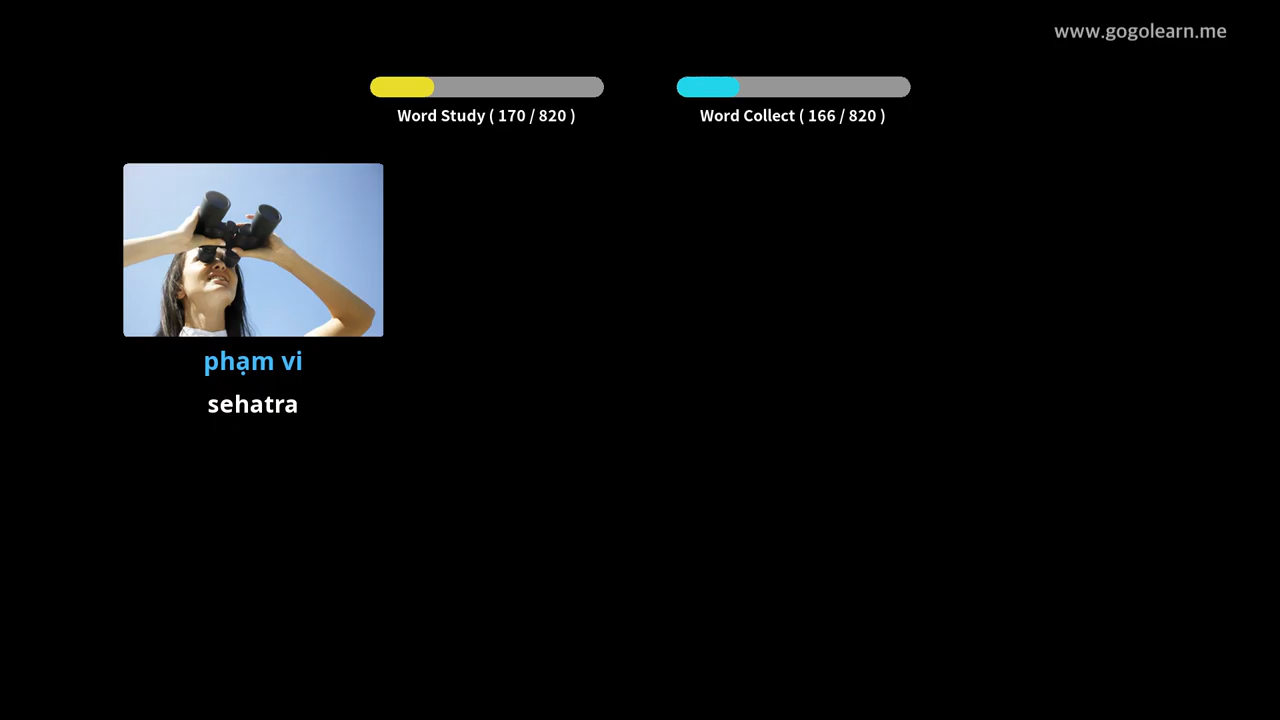 www.gogolearn.me
Word Study ( 170 / 820 )
Word Collect ( 166 / 820 )
phạm vi
sehatra